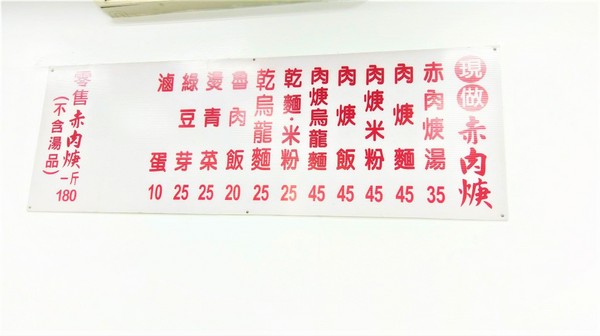 現做赤肉焿
赤肉焿湯 35
肉焿麵 45
肉焿米粉 45
肉焿飯 45
肉焿烏龍麵 45
乾麵·米粉 25
乾烏龍麵 25
魯肉飯 20
燙青菜 25
綠豆芽 25
滷蛋 10
零售赤肉焿一斤180
(不含湯品)